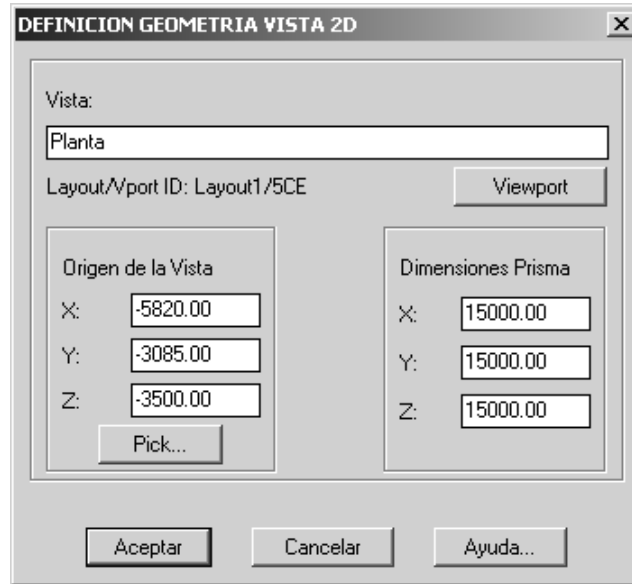 DEFINICION GEOMETRIA VISTA 2D
Vista:
Planta
Layout/Vport ID: Layout1/5CE
Viewport
Origen de la Vista
X: -5820.00
Y: -3085.00
Z: -3500.00
Pick...
Dimensiones Prisma
X: 15000.00
Y: 15000.00
Z: 15000.00
Aceptar
Cancelar
Ayuda...